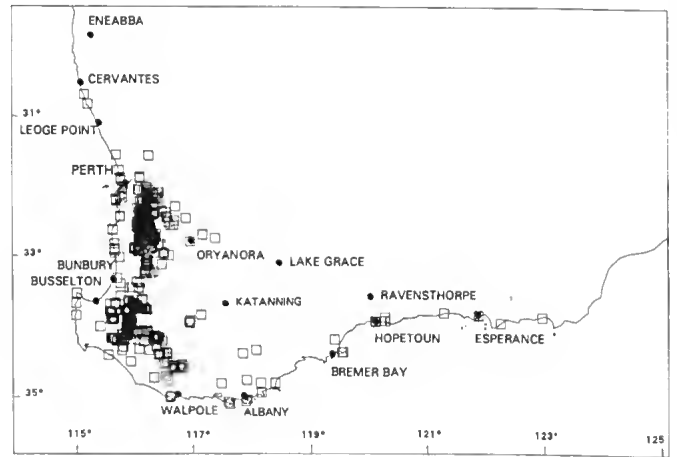 ENEABBA
CERVANTES
31°
LEOGE POINT
PERTH
33°
ORYANORA
LAKE GRACE
BUNBURY
BUSSELTON
KATANNING
RAVENSTHORPE
HOPETOUN
ESPERANCE
BREMER BAY
35°
WALPOLE
ALBANY
115°
117°
119°
121°
123°
125